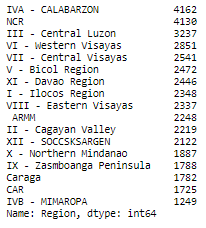 IVA - CALABARZON 4162
NCR 4130
III - Central Luzon 3237
VI - Western Visayas 2851
VII - Central Visayas 2541
V - Bicol Region 2472
XI - Davao Region 2446
I - Ilocos Region 2348
VIII - Eastern Visayas 2337
ARMM 2248
II - Cagayan Valley 2219
XII - SOCCSKSARGEN 2122
X - Northern Mindanao 1887
IX - Zasmboanga Peninsula 1788
Caraga 1782
CAR 1725
IVB - MIMAROPA 1249
Name: Region, dtype: int64